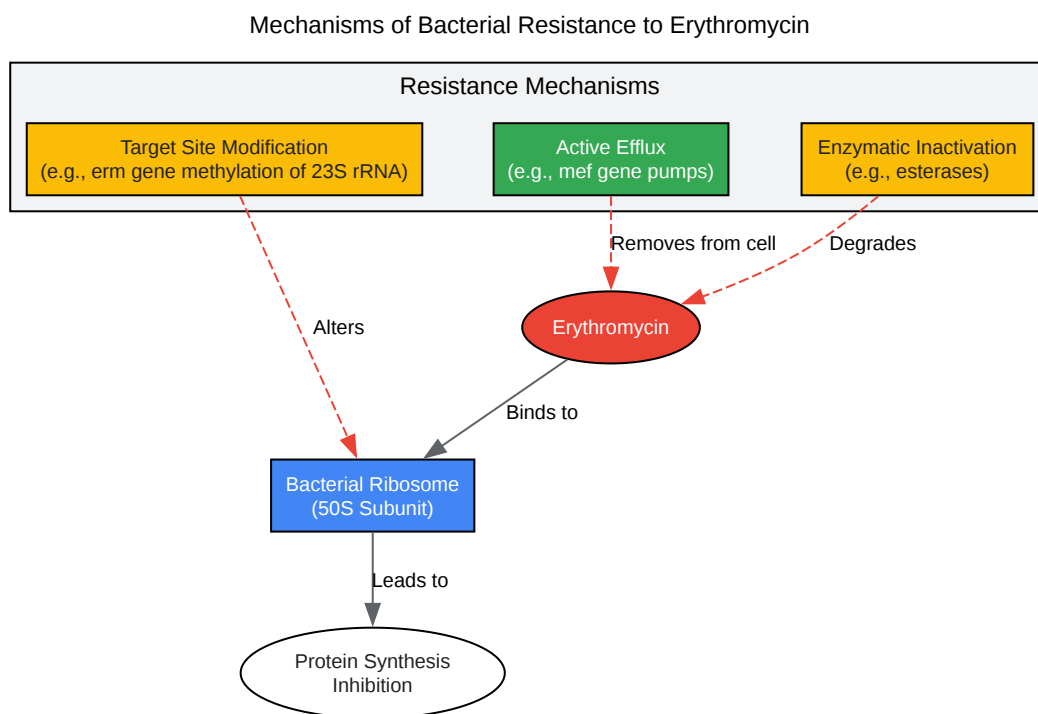 Mechanisms of Bacterial Resistance to Erythromycin
Resistance Mechanisms
Target Site Modification
(e.g., erm gene methylation of 23S rRNA)
Active Efflux
(e.g., mef gene pumps)
Enzymatic Inactivation
(e.g., esterases)
Removes from cell
Degrades
Alters
Erythromycin
Binds to
Bacterial Ribosome
(50S Subunit)
Leads to
Protein Synthesis
Inhibition